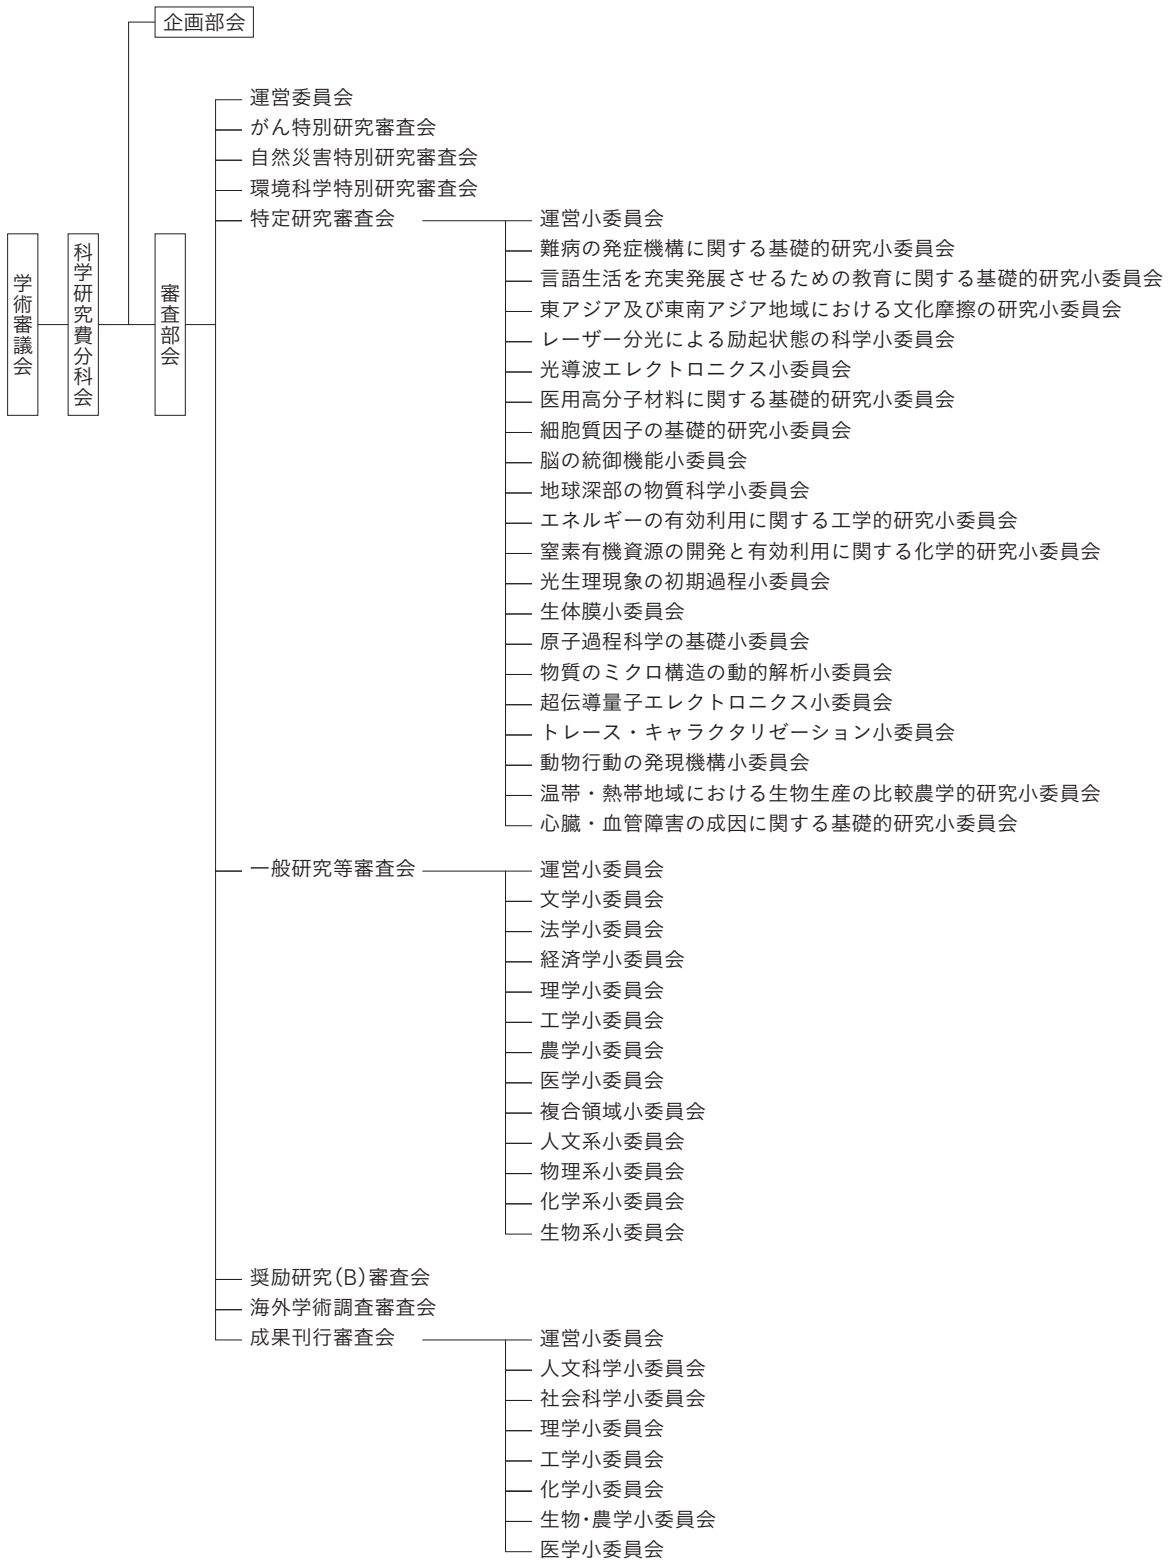 企画部会
学術審議会
科学研究費分科会
審査部会
運営委員会
がん特別研究審査会
自然災害特別研究審査会
環境科学特別研究審査会
特定研究審査会
運営小委員会
難病の発症機構に関する基礎的研究小委員会
言語生活を充実発展させるための教育に関する基礎的研究小委員会
東アジア及び東南アジア地域における文化摩擦の研究小委員会
レーザー分光による励起状態の科学小委員会
光導波エレクトロニクス小委員会
医用高分子材料に関する基礎的研究小委員会
細胞質因子の基礎的研究小委員会
脳の統御機能小委員会
地球深部の物質科学小委員会
エネルギーの有効利用に関する工学的研究小委員会
窒素有機資源の開発と有効利用に関する化学的研究小委員会
光生理現象の初期過程小委員会
生体膜小委員会
原子過程科学の基礎小委員会
物質のミクロ構造の動的解析小委員会
超伝導量子エレクトロニクス小委員会
トレース・キャラクタリゼーション小委員会
動物行動の発現機構小委員会
温帯・熱帯地域における生物生産の比較農学的研究小委員会
心臓・血管障害の成因に関する基礎的研究小委員会
一般研究等審査会
運営小委員会
文学小委員会
法学小委員会
経済学小委員会
理学小委員会
工学小委員会
農学小委員会
医学小委員会
複合領域小委員会
人文系小委員会
物理系小委員会
化学系小委員会
生物系小委員会
奨励研究(B)審査会
海外学術調査審査会
成果刊行審査会
運営小委員会
人文科学小委員会
社会科学小委員会
理学小委員会
工学小委員会
化学小委員会
生物・農学小委員会
医学小委員会